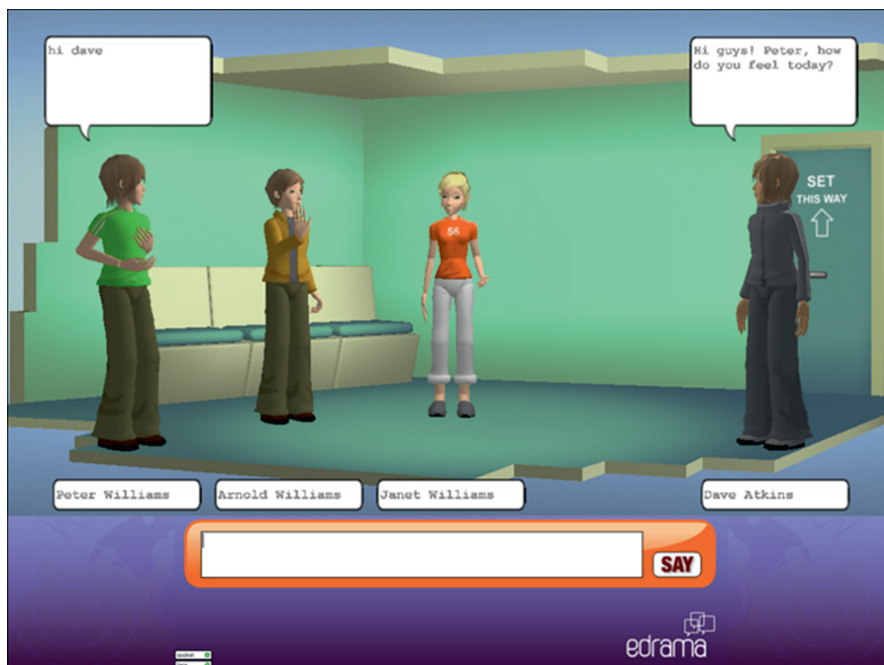 hi dave
Hi guys! Peter, how
do you feel today?
56
SET
THIS WAY
Peter Williams
Arnold Williams
Janet Williams
Dave Atkins
SAY
edrama